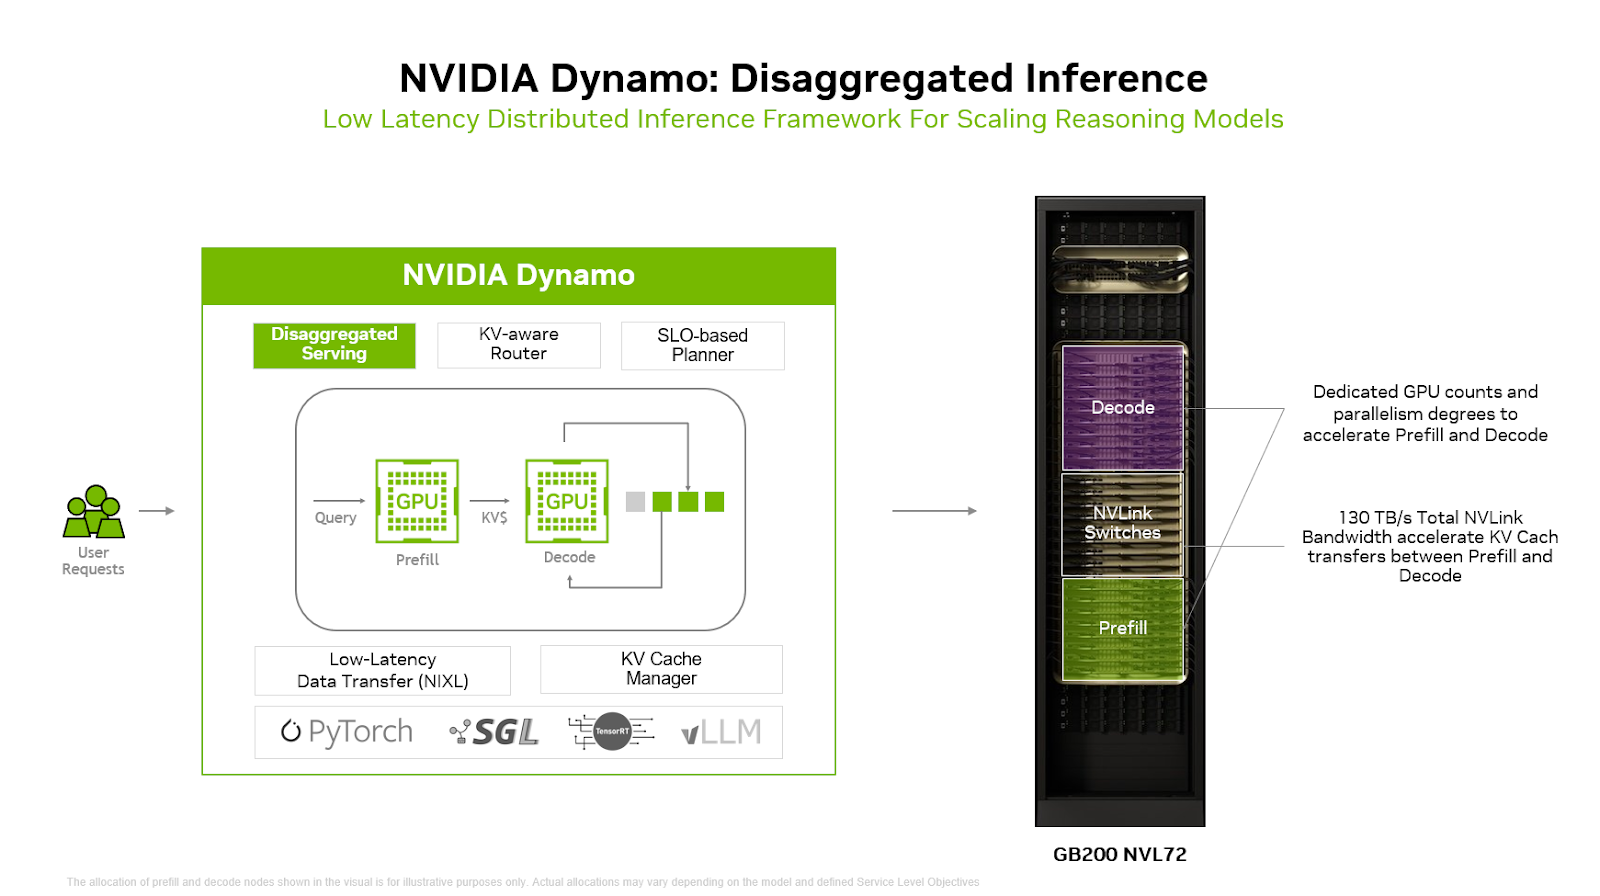 NVIDIA Dynamo: Disaggregated Inference
Low Latency Distributed Inference Framework For Scaling Reasoning Models
NVIDIA Dynamo
Disaggregated
Serving
KV-aware
Router
SLO-based
Planner
Query
GPU
Prefill
KV$
GPU
Decode
User
Requests
Low-Latency
Data Transfer (NIXL)
KV Cache
Manager
PyTorch
SGL
TensorRT
vLLM
Decode
NVLink
Switches
Prefill
GB200 NVL72
Dedicated GPU counts and
parallelism degrees to
accelerate Prefill and Decode
130 TB/s Total NVLink
Bandwidth accelerate KV Cach
transfers between Prefill and
Decode
The allocation of prefill and decode nodes shown in the visual is for illustrative purposes only. Actual allocations may vary depending on the model and defined Service Level Objectives